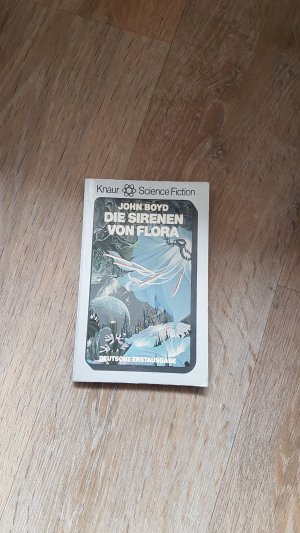 Knaur Science Fiction
JOHN BOYD
DIE SIRENEN
VON FLORA
DEUTSCHE ERSTAUSGABE